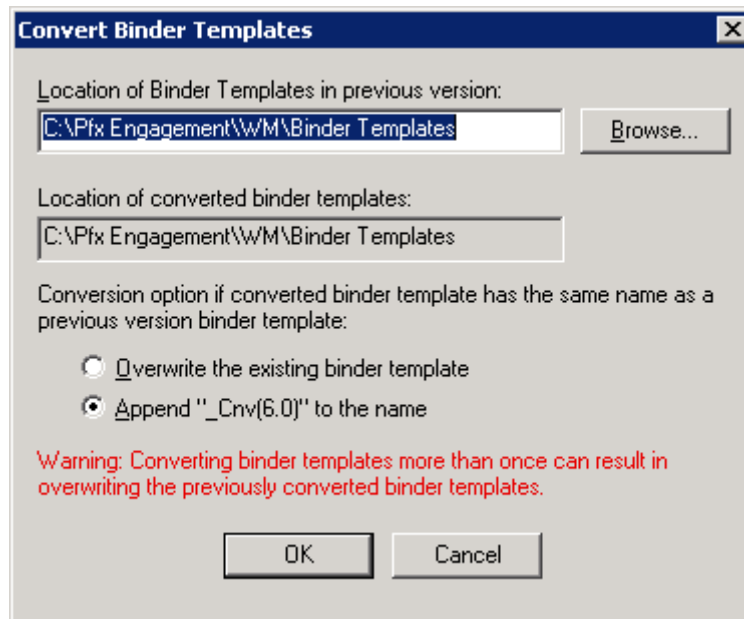 Convert Binder Templates
Location of Binder Templates in previous version:
C:\Pfx Engagement\WM\Binder Templates
Browse...
Location of converted binder templates:
C:\Pfx Engagement\WM\Binder Templates
Conversion option if converted binder template has the same name as a
previous version binder template:
Overwrite the existing binder template
Append "_Cnv(6.0)" to the name
Warning: Converting binder templates more than once can result in
overwriting the previously converted binder templates.
OK
Cancel